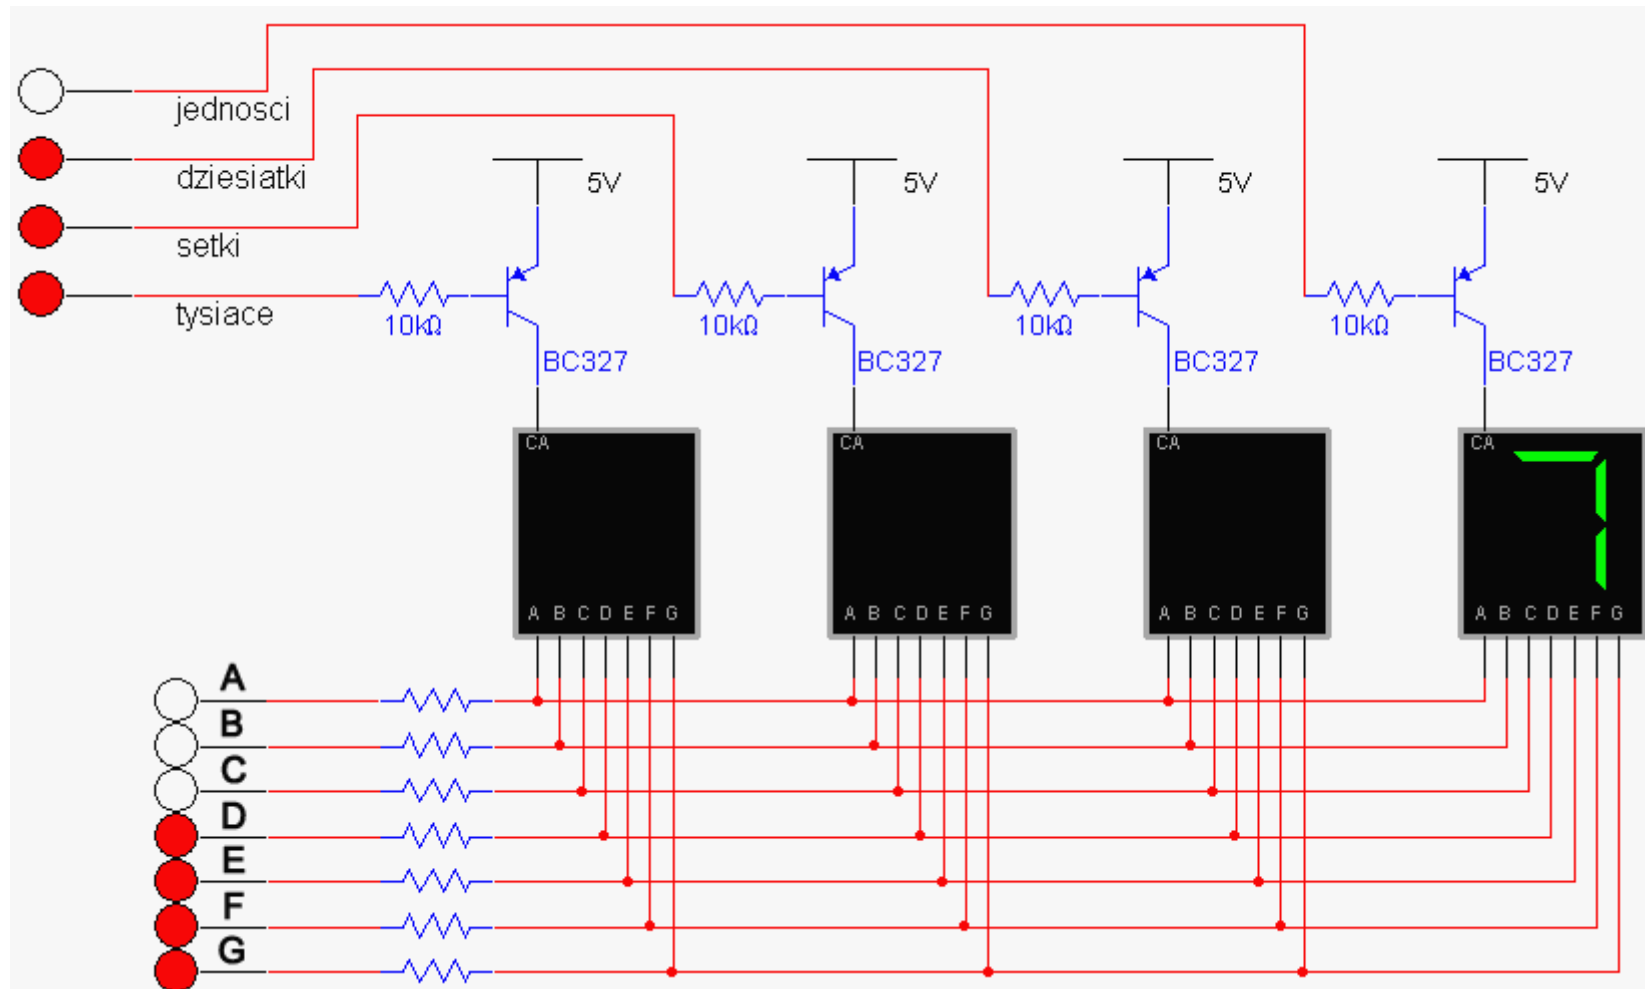 jednosci
dziesiatki
setki
tysiace
5V 5V 5V 5V
10kΩ 10kΩ 10kΩ 10kΩ
BC327 BC327 BC327 BC327
CA CA CA CA
A B C D E F G A B C D E F G A B C D E F G A B C D E F G
A
B
C
D
E
F
G